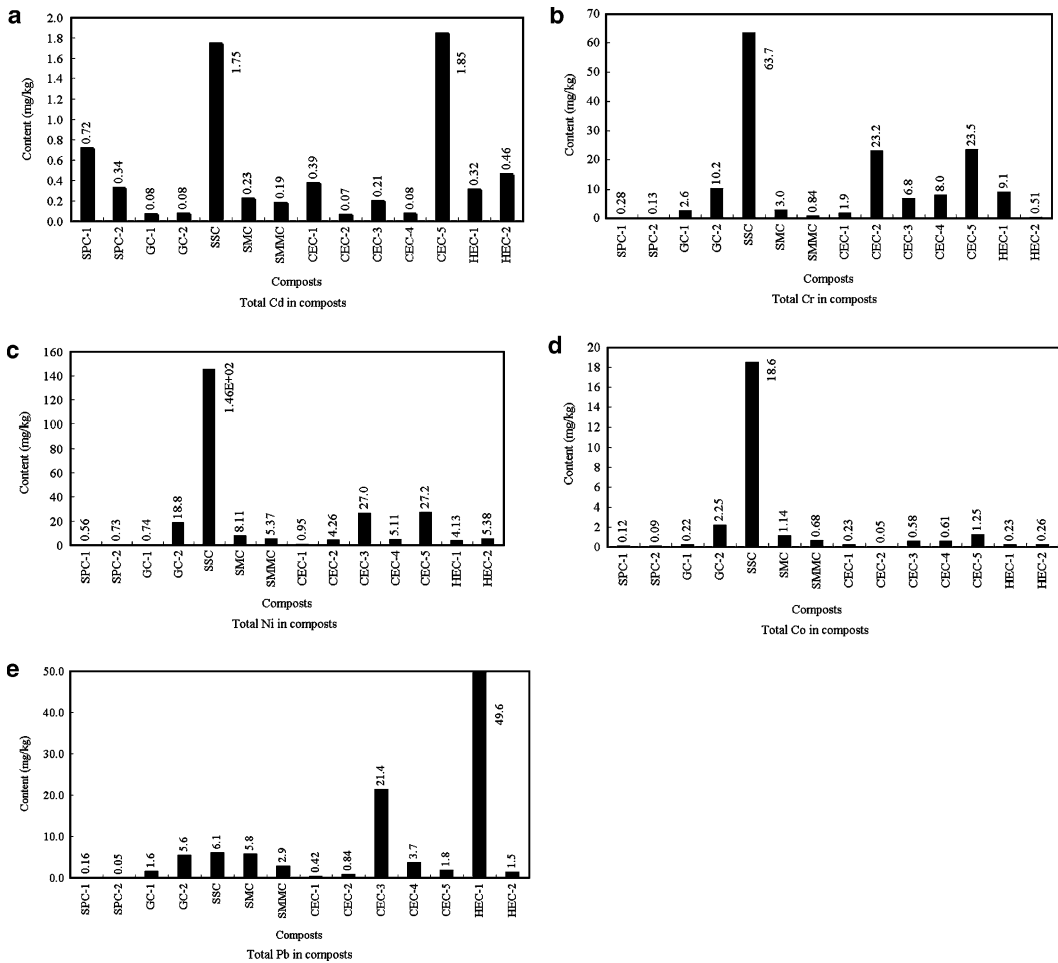 a
2.0
1.8
1.6
1.4
1.2
1.0
0.8
0.6
0.4
0.2
0.0
Content (mg/kg)
0.72
0.34
0.08
0.08
1.75
0.23
0.19
0.39
0.07
0.21
0.08
1.85
0.32
0.46
SPC-1
SPC-2
GC-1
GC-2
SSC
SMC
SMMC
CEC-1
CEC-2
CEC-3
CEC-4
CEC-5
HEC-1
HEC-2
Composts
Total Cd in composts
b
70
60
50
40
30
20
10
0
Content (mg/kg)
0.28
0.13
2.6
10.2
63.7
3.0
0.84
1.9
23.2
6.8
8.0
23.5
9.1
0.51
SPC-1
SPC-2
GC-1
GC-2
SSC
SMC
SMMC
CEC-1
CEC-2
CEC-3
CEC-4
CEC-5
HEC-1
HEC-2
Composts
Total Cr in composts
c
160
140
120
100
80
60
40
20
0
Content (mg/kg)
0.56
0.73
0.74
18.8
1.46E+02
8.11
5.37
0.95
4.26
27.0
5.11
27.2
4.13
5.38
SPC-1
SPC-2
GC-1
GC-2
SSC
SMC
SMMC
CEC-1
CEC-2
CEC-3
CEC-4
CEC-5
HEC-1
HEC-2
Composts
Total Ni in composts
d
20
18
16
14
12
10
8
6
4
2
0
Content (mg/kg)
0.12
0.09
0.22
2.25
18.6
1.14
0.68
0.23
0.05
0.58
0.61
1.25
0.23
0.26
SPC-1
SPC-2
GC-1
GC-2
SSC
SMC
SMMC
CEC-1
CEC-2
CEC-3
CEC-4
CEC-5
HEC-1
HEC-2
Composts
Total Co in composts
e
50.0
40.0
30.0
20.0
10.0
0.0
Content (mg/kg)
0.16
0.05
1.6
5.6
6.1
5.8
2.9
0.42
0.84
21.4
3.7
1.8
49.6
1.5
SPC-1
SPC-2
GC-1
GC-2
SSC
SMC
SMMC
CEC-1
CEC-2
CEC-3
CEC-4
CEC-5
HEC-1
HEC-2
Composts
Total Pb in composts